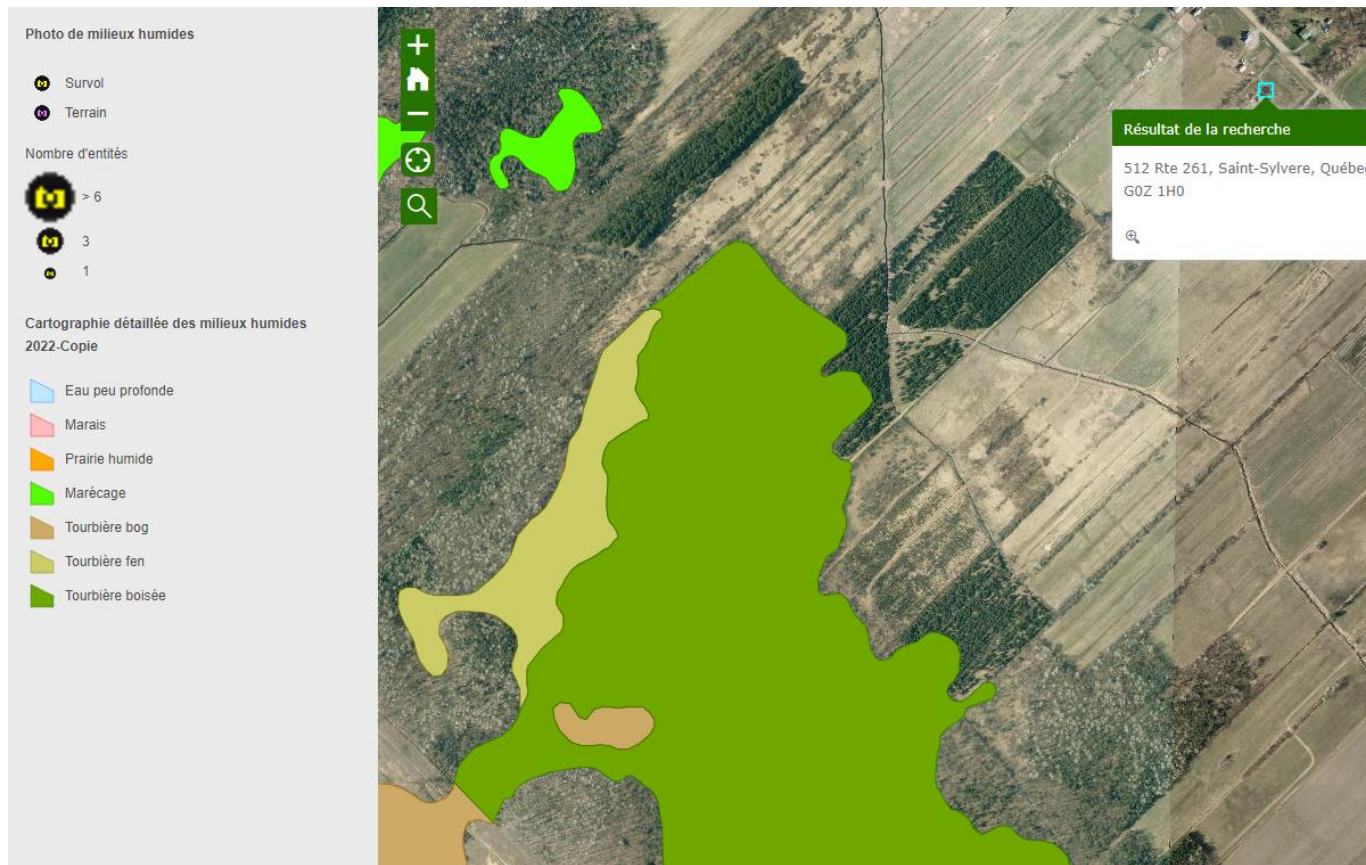 Photo de milieux humides
Survol
Terrain
Nombre d'entités
> 6
3
1
Cartographie détaillée des milieux humides
2022-Copie
Eau peu profonde
Marais
Prairie humide
Marécage
Tourbière bog
Tourbière fen
Tourbière boisée
Résultat de la recherche
512 Rte 261, Saint-Sylvere, Québec
G0Z 1H0